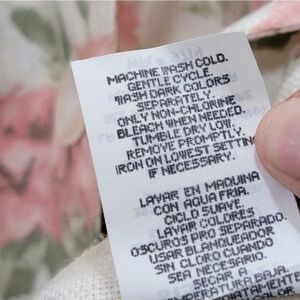 MACHINE WASH COLD.
GENTLE CYCLE.
WASH DARK COLORS
SEPARATELY.
ONLY NON-CHLORINE
BLEACH WHEN NEEDED.
TUMBLE DRY LOW.
REMOVE PROMPTLY.
IRON ON LOWEST SETTING
IF NECESSARY.
LAVAR EN MAQUINA
CON AGUA FRIA.
CICLO SUAVE
LAVAR COLORES
OSCUROS POR SEPARADO.
USAR BLANQUEADOR
SIN CLORO CUANDO
SEA NECESARIO.
SECAR A
BAJA.